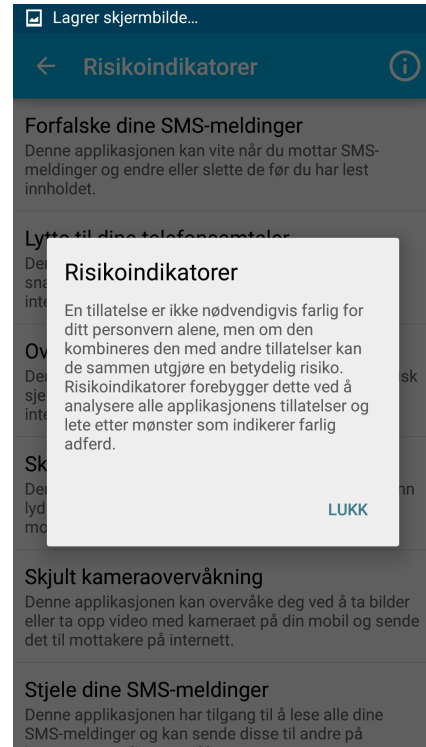 Lagrer skjermbilde...
Risikoindikatorer
Forfalske dine SMS-meldinger
Denne applikasjonen kan vite når du mottar SMS-
meldinger og endre eller slette de før du har lest
innholdet.
Lytte til dine telefonsamtaler
Risikoindikatorer
En tillatelse er ikke nødvendigvis farlig for
ditt personvern alene, men om den
kombineres den med andre tillatelser kan
de sammen utgjøre en betydelig risiko.
Risikoindikatorer forebygger dette ved å
analysere alle applikasjonens tillatelser og
lete etter mønster som indikerer farlig
adferd.
LUKK
Skjult kameraovervåkning
Denne applikasjonen kan overvåke deg ved å ta bilder
eller ta opp video med kameraet på din mobil og sende
det til mottakere på internett.
Stjele dine SMS-meldinger
Denne applikasjonen har tilgang til å lese alle dine
SMS-meldinger og kan sende disse til andre på